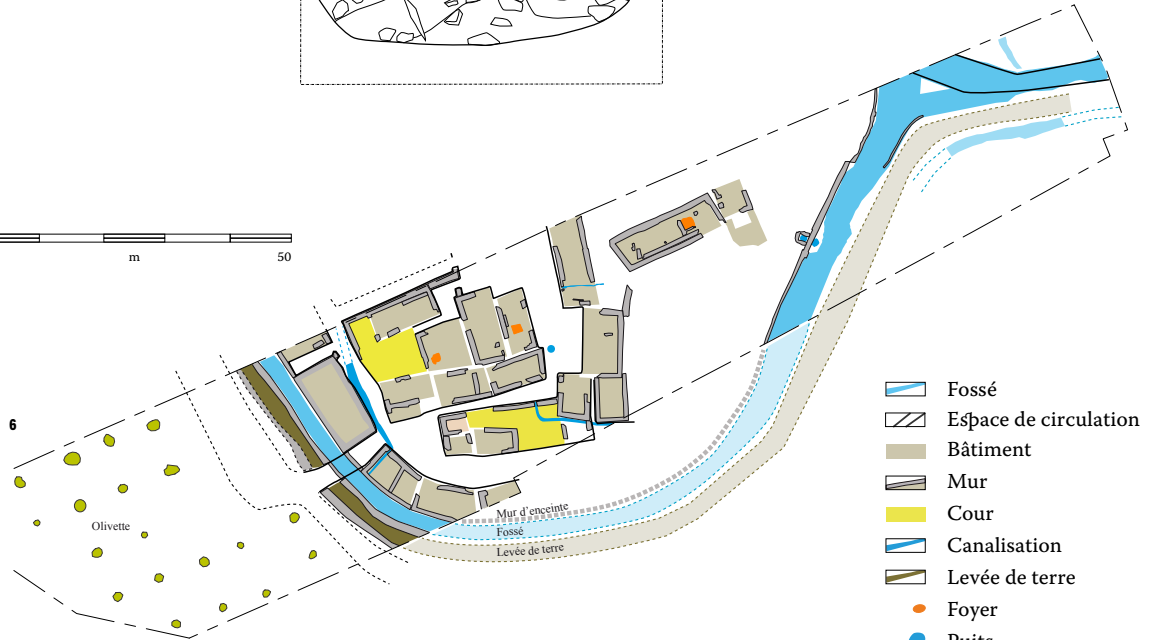 m
50
6
Olivette
Mur d'enceinte
Fossé
Levée de terre
Fossé
Espace de circulation
Bâtiment
Mur
Cour
Canalisation
Levée de terre
Foyer
Puits